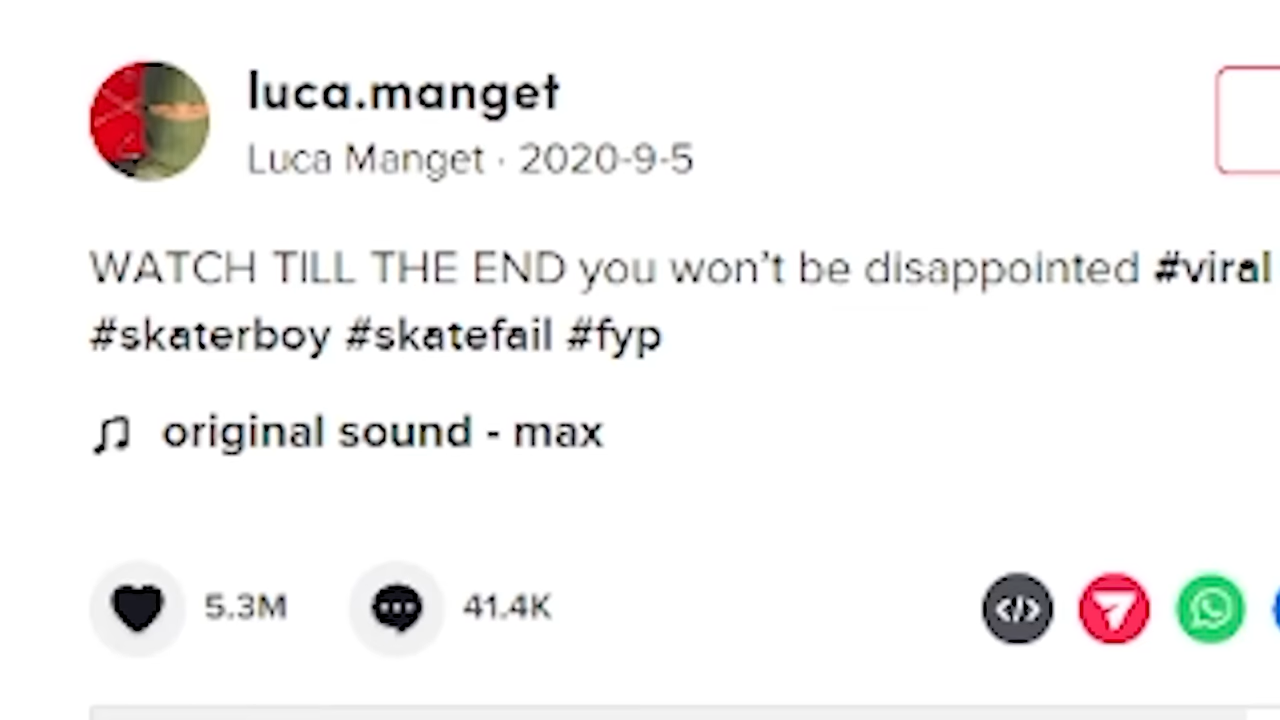 luca.manget
Luca Manget · 2020-9-5
WATCH TILL THE END you won't be disappointed #viral
#skaterboy #skatefail #fyp
original sound - max
5.3M 41.4K